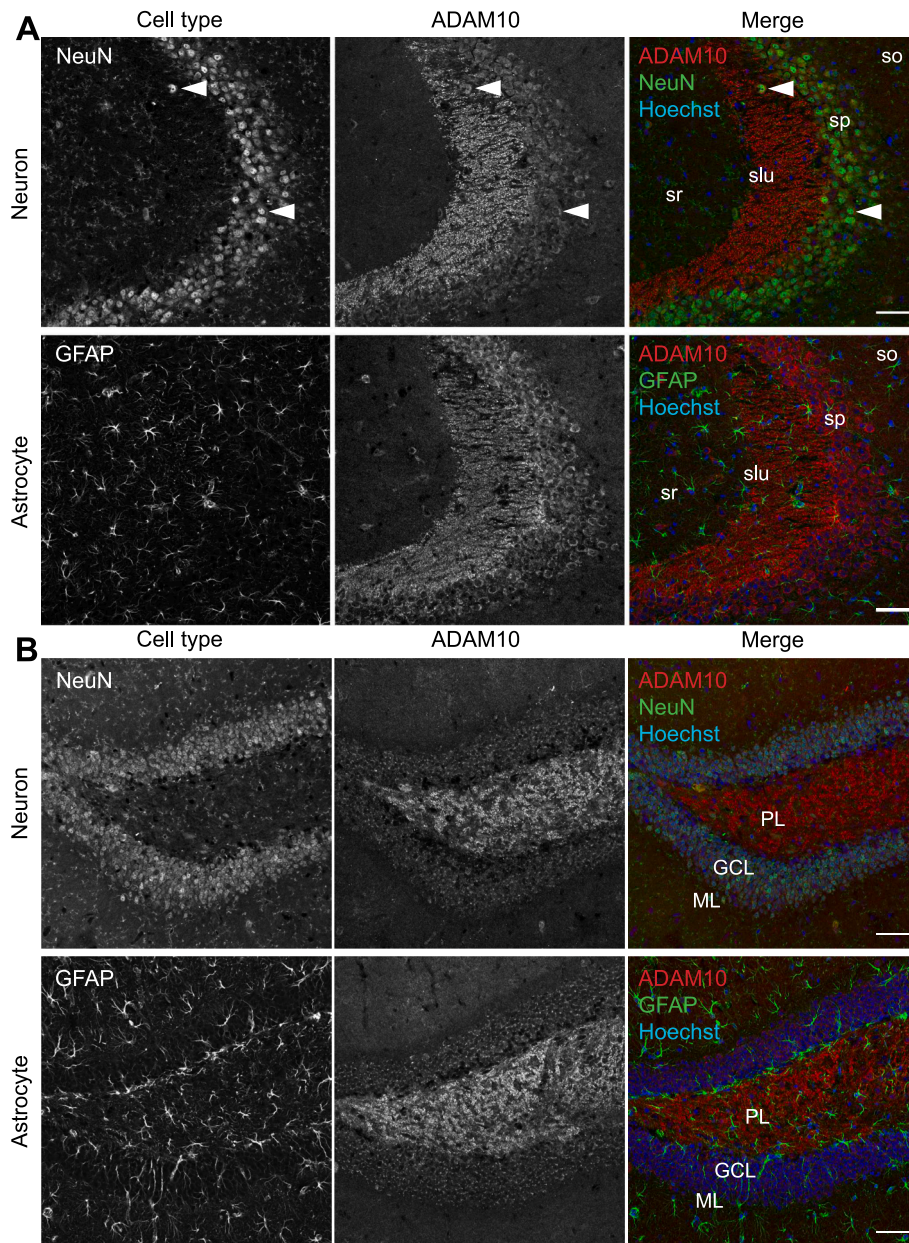 A
Cell type
ADAM10
Merge
Neuron
NeuN
ADAM10
NeuN
Hoechst
so
sp
slu
sr
Astrocyte
GFAP
ADAM10
GFAP
Hoechst
so
sp
slu
sr
B
Cell type
ADAM10
Merge
Neuron
NeuN
ADAM10
NeuN
Hoechst
PL
GCL
ML
Astrocyte
GFAP
ADAM10
GFAP
Hoechst
PL
GCL
ML